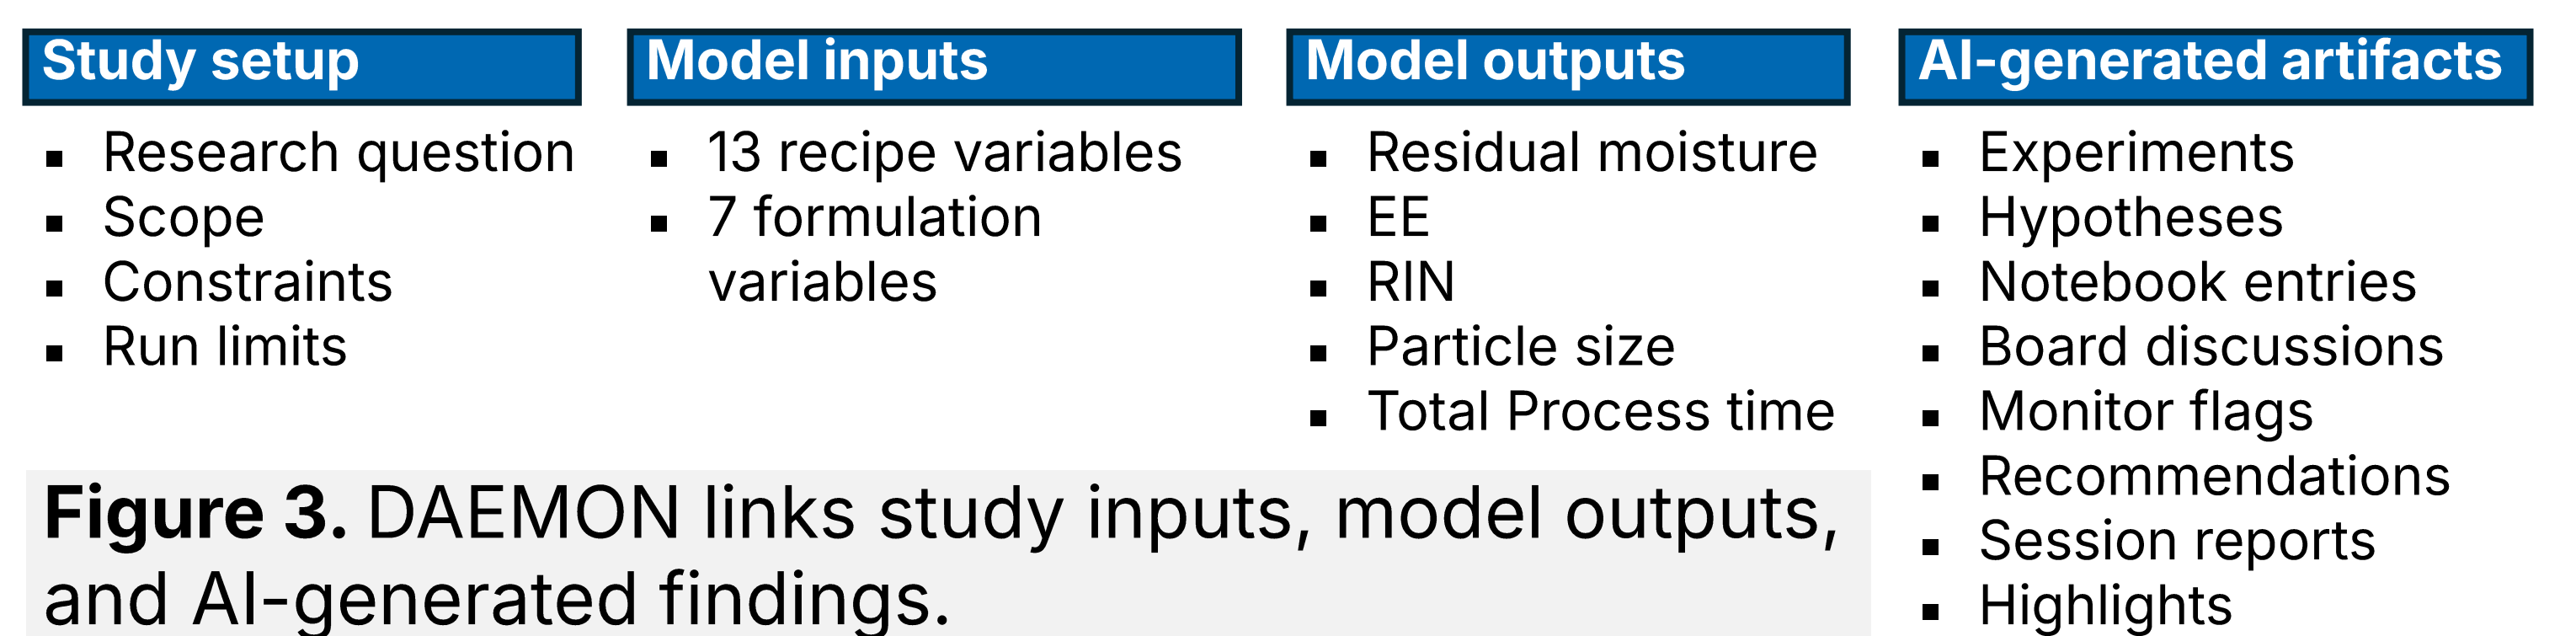 Study setup
Research question
Scope
Constraints
Run limits
Model inputs
13 recipe variables
7 formulation
variables
Model outputs
Residual moisture
EE
RIN
Particle size
Total Process time
AI-generated artifacts
Experiments
Hypotheses
Notebook entries
Board discussions
Monitor flags
Recommendations
Session reports
Highlights
Figure 3. DAEMON links study inputs, model outputs,
and AI-generated findings.